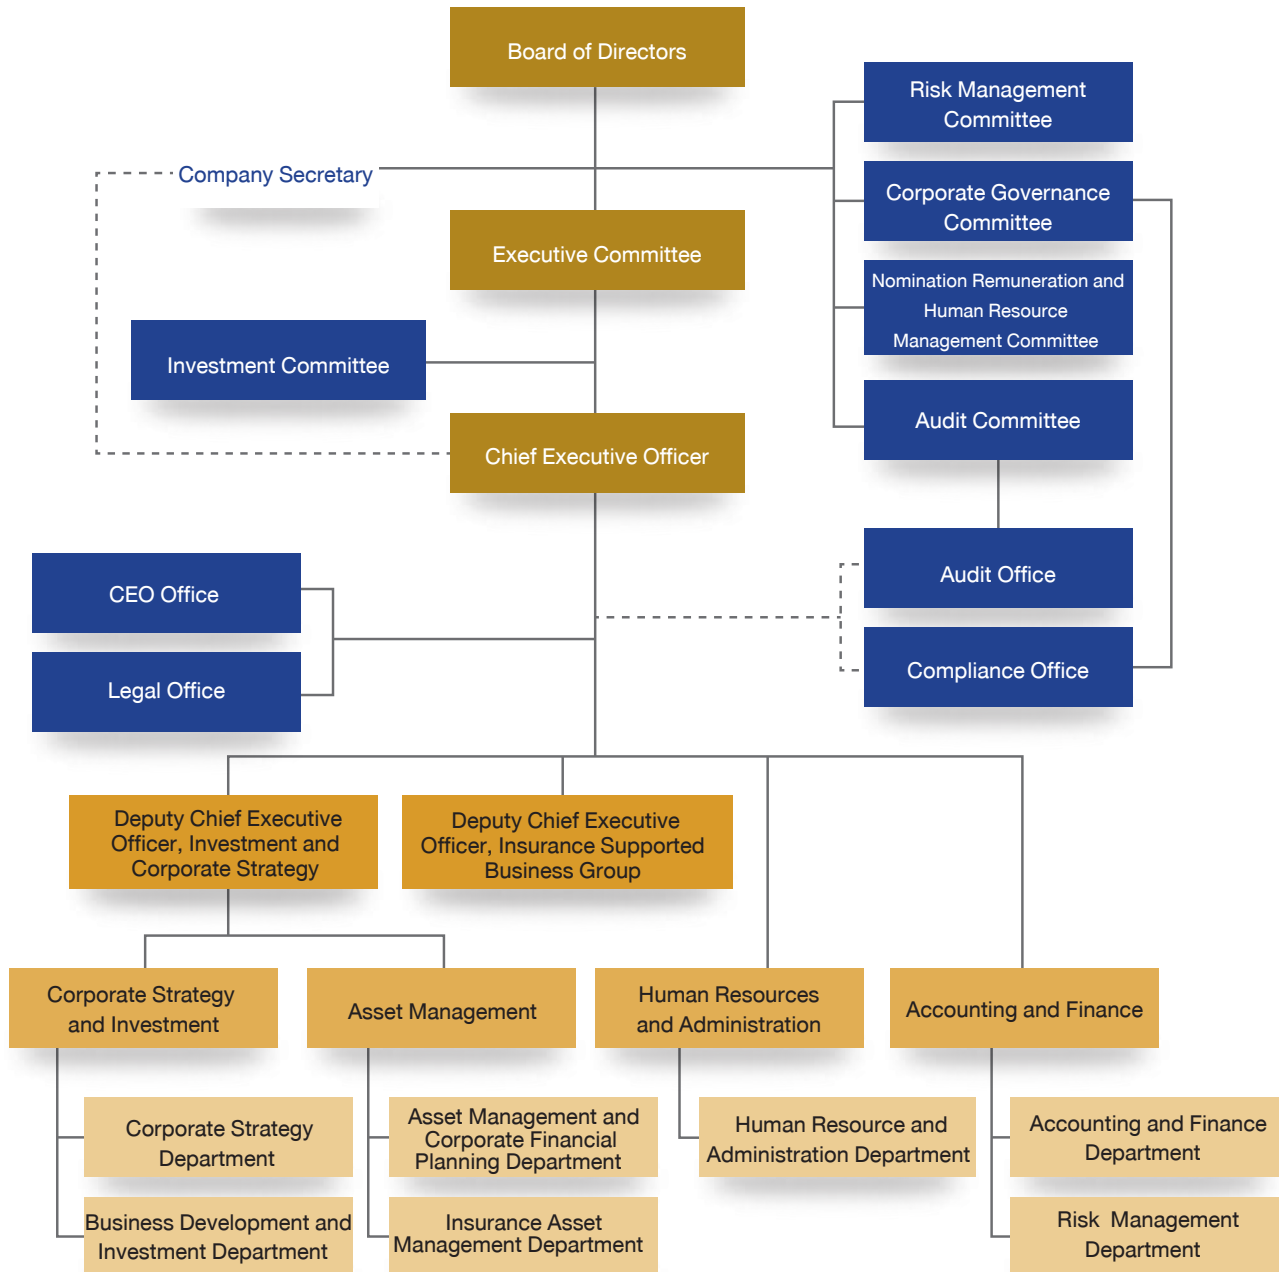 Board of Directors
Risk Management
Committee
Company Secretary
Corporate Governance
Committee
Executive Committee
Nomination Remuneration and
Human Resource
Management Committee
Investment Committee
Audit Committee
Chief Executive Officer
Audit Office
CEO Office
Compliance Office
Legal Office
Deputy Chief Executive
Officer, Investment and
Corporate Strategy
Deputy Chief Executive
Officer, Insurance Supported
Business Group
Corporate Strategy
and Investment
Asset Management
Human Resources
and Administration
Accounting and Finance
Corporate Strategy
Department
Asset Management and
Corporate Financial
Planning Department
Human Resource and
Administration Department
Accounting and Finance
Department
Business Development and
Investment Department
Insurance Asset
Management Department
Risk Management
Department